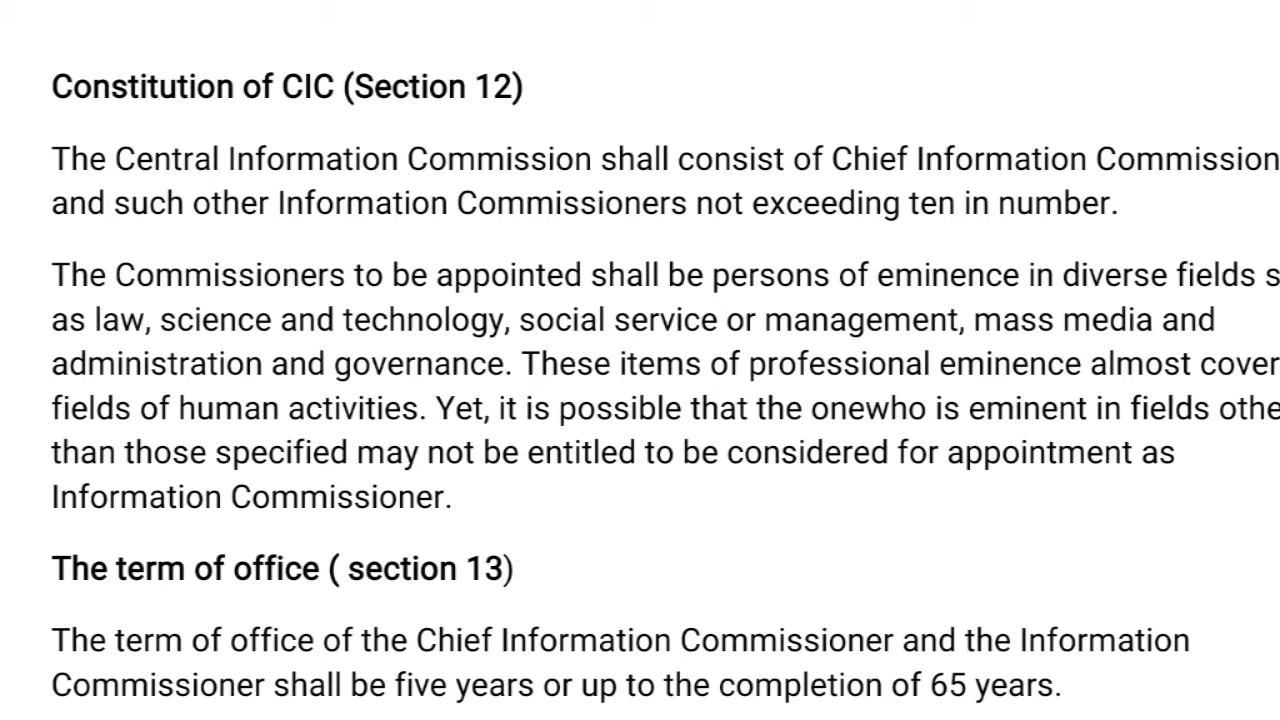 Constitution of CIC (Section 12)
The Central Information Commission shall consist of Chief Information Commission
and such other Information Commissioners not exceeding ten in number.
The Commissioners to be appointed shall be persons of eminence in diverse fields s
as law, science and technology, social service or management, mass media and
administration and governance. These items of professional eminence almost cover
fields of human activities. Yet, it is possible that the onewho is eminent in fields othe
than those specified may not be entitled to be considered for appointment as
Information Commissioner.
The term of office ( section 13)
The term of office of the Chief Information Commissioner and the Information
Commissioner shall be five years or up to the completion of 65 years.